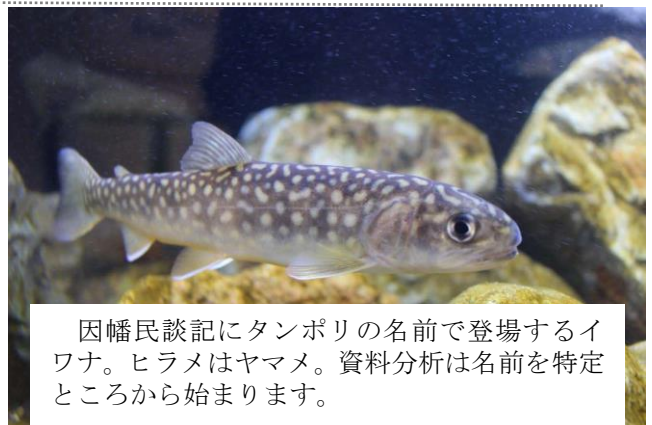 因幡民談記にタンポリの名前で登場するイ
ワナ。ヒラメはヤマメ。資料分析は名前を特定
ところから始まります。